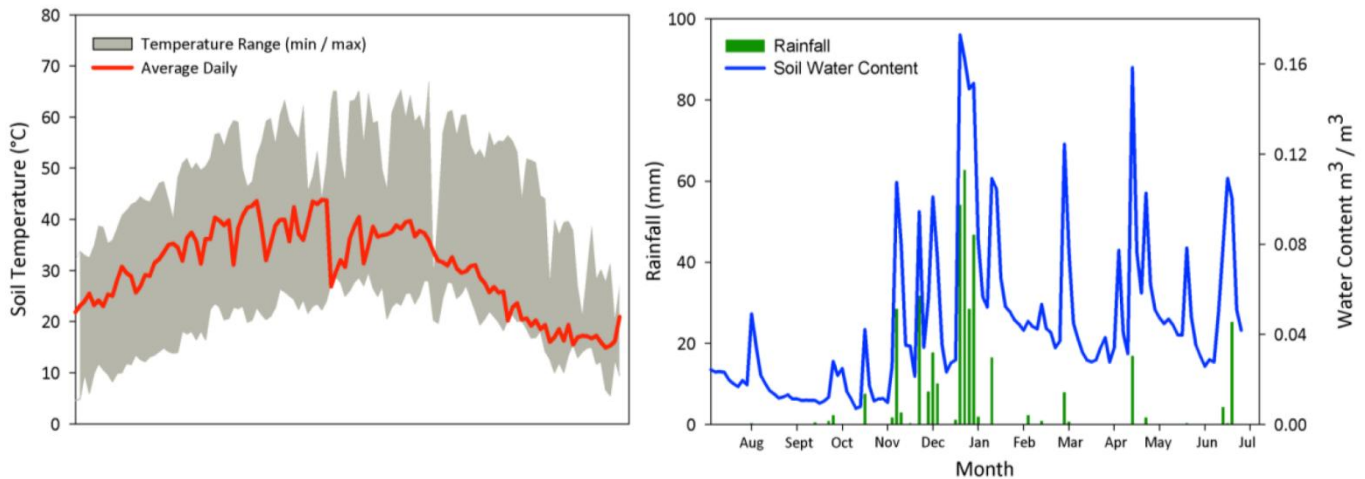 80
70
60
50
40
30
20
10
0
Soil Temperature (°C)
Temperature Range (min / max)
Average Daily
100
80
60
40
20
0
Rainfall (mm)
Rainfall
Soil Water Content
0.16
0.12
0.08
0.04
0.00
Water Content m³ / m³
Aug Sept Oct Nov Dec Jan Feb Mar Apr May Jun Jul
Month